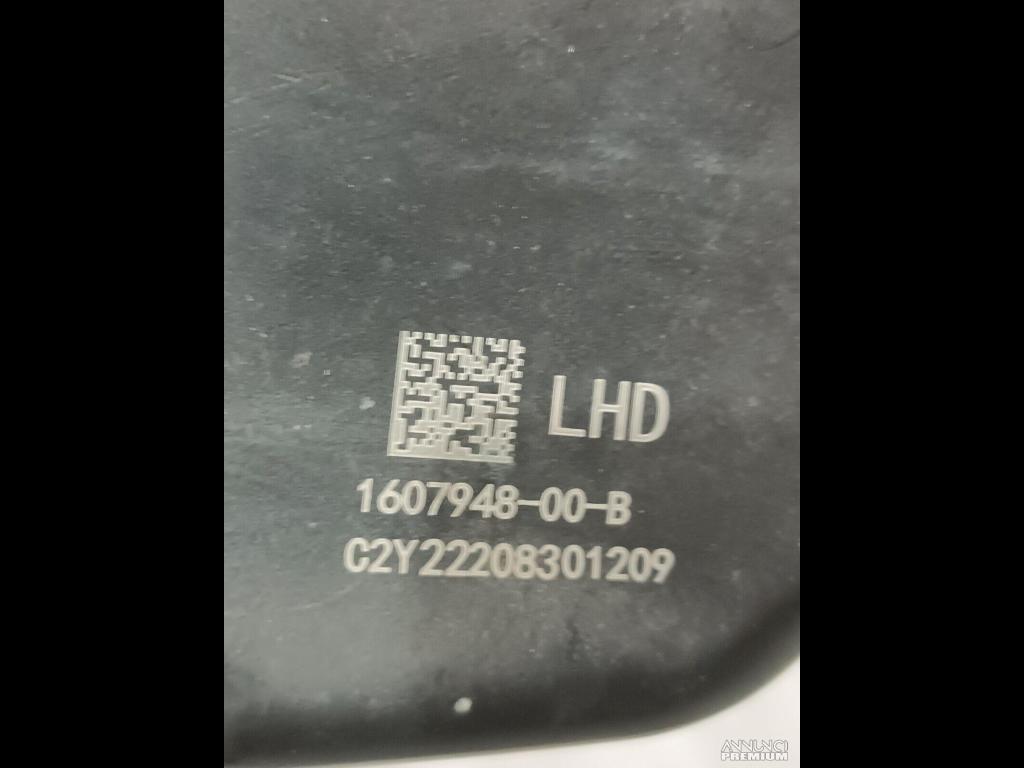 LHD
1607948-00-B
C2Y22208301209
ANNUNCI
PREMIUM